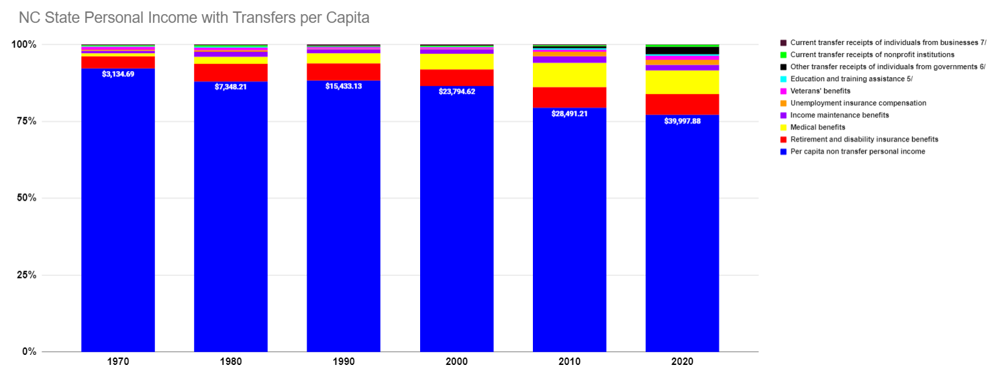 NC State Personal Income with Transfers per Capita
100%
75%
50%
25%
0%
$3,134.69
$7,348.21
$15,433.13
$23,794.62
$28,491.21
$39,997.88
1970
1980
1990
2000
2010
2020
Current transfer receipts of individuals from businesses 7/
Current transfer receipts of nonprofit institutions
Other transfer receipts of individuals from governments 6/
Education and training assistance 5/
Veterans' benefits
Unemployment insurance compensation
Income maintenance benefits
Medical benefits
Retirement and disability insurance benefits
Per capita non transfer personal income